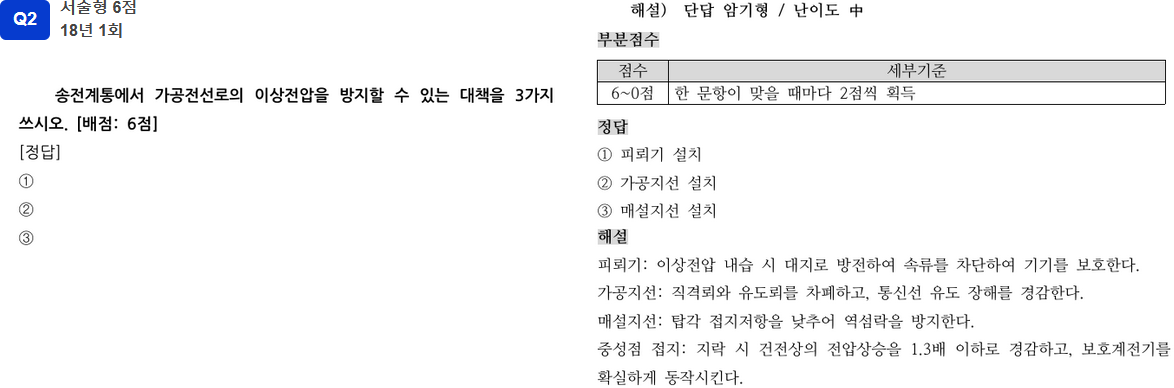 Q2
서술형 6점
18년 1회
송전계통에서 가공전선로의 이상전압을 방지할 수 있는 대책을 3가지
쓰시오. [배점: 6점]
[정답]
①
②
③
해설) 단답 암기형 / 난이도 中
부분점수
점수 세부기준
6~0점 한 문항이 맞을 때마다 2점씩 획득
정답
① 피뢰기 설치
② 가공지선 설치
③ 매설지선 설치
해설
피뢰기: 이상전압 내습 시 대지로 방전하여 속류를 차단하여 기기를 보호한다.
가공지선: 직격뢰와 유도뢰를 차폐하고, 통신선 유도 장해를 경감한다.
매설지선: 탑각 접지저항을 낮추어 역섬락을 방지한다.
중성점 접지: 지락 시 건전상의 전압상승을 1.3배 이하로 경감하고, 보호계전기를
확실하게 동작시킨다.